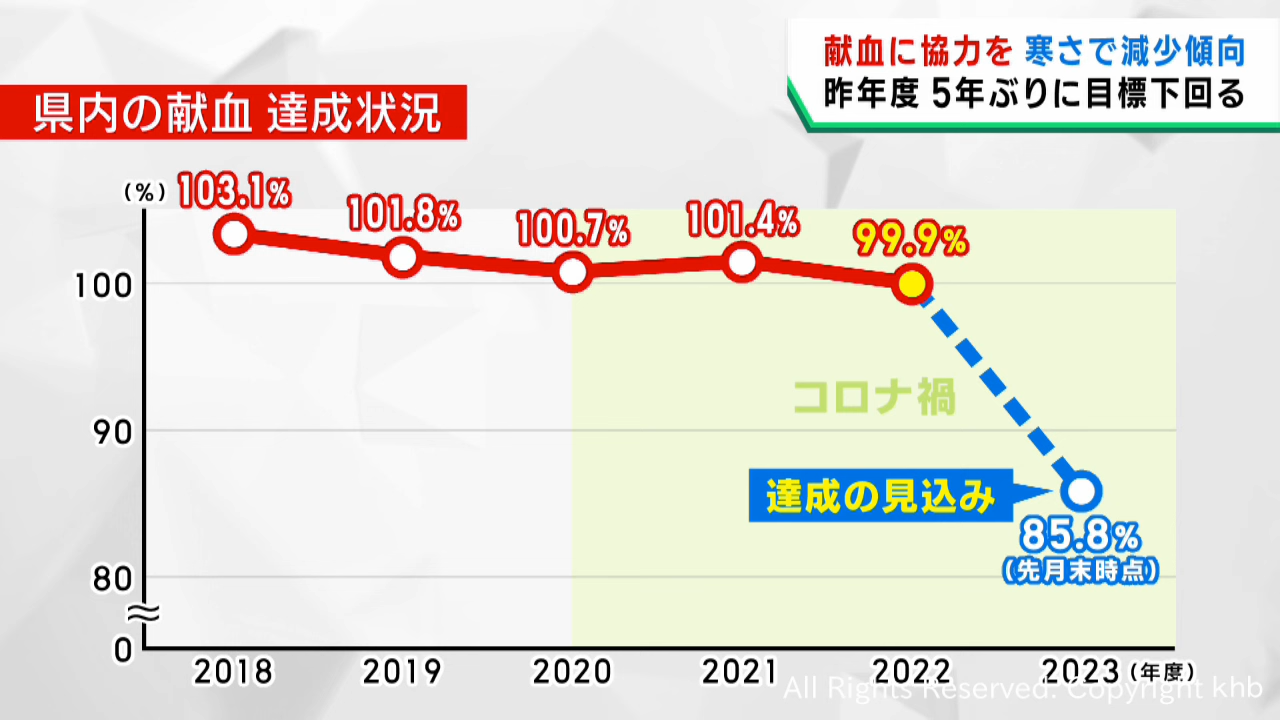 献血に協力を 寒さで減少傾向
昨年度 5年ぶりに目標下回る
県内の献血 達成状況
(%)
103.1%
101.8%
100.7%
101.4%
99.9%
100
90
80
0
コロナ禍
達成の見込み
85.8%
(先月末時点)
2018 2019 2020 2021 2022 2023 (年度)
All Rights Reserved. Copyright khb